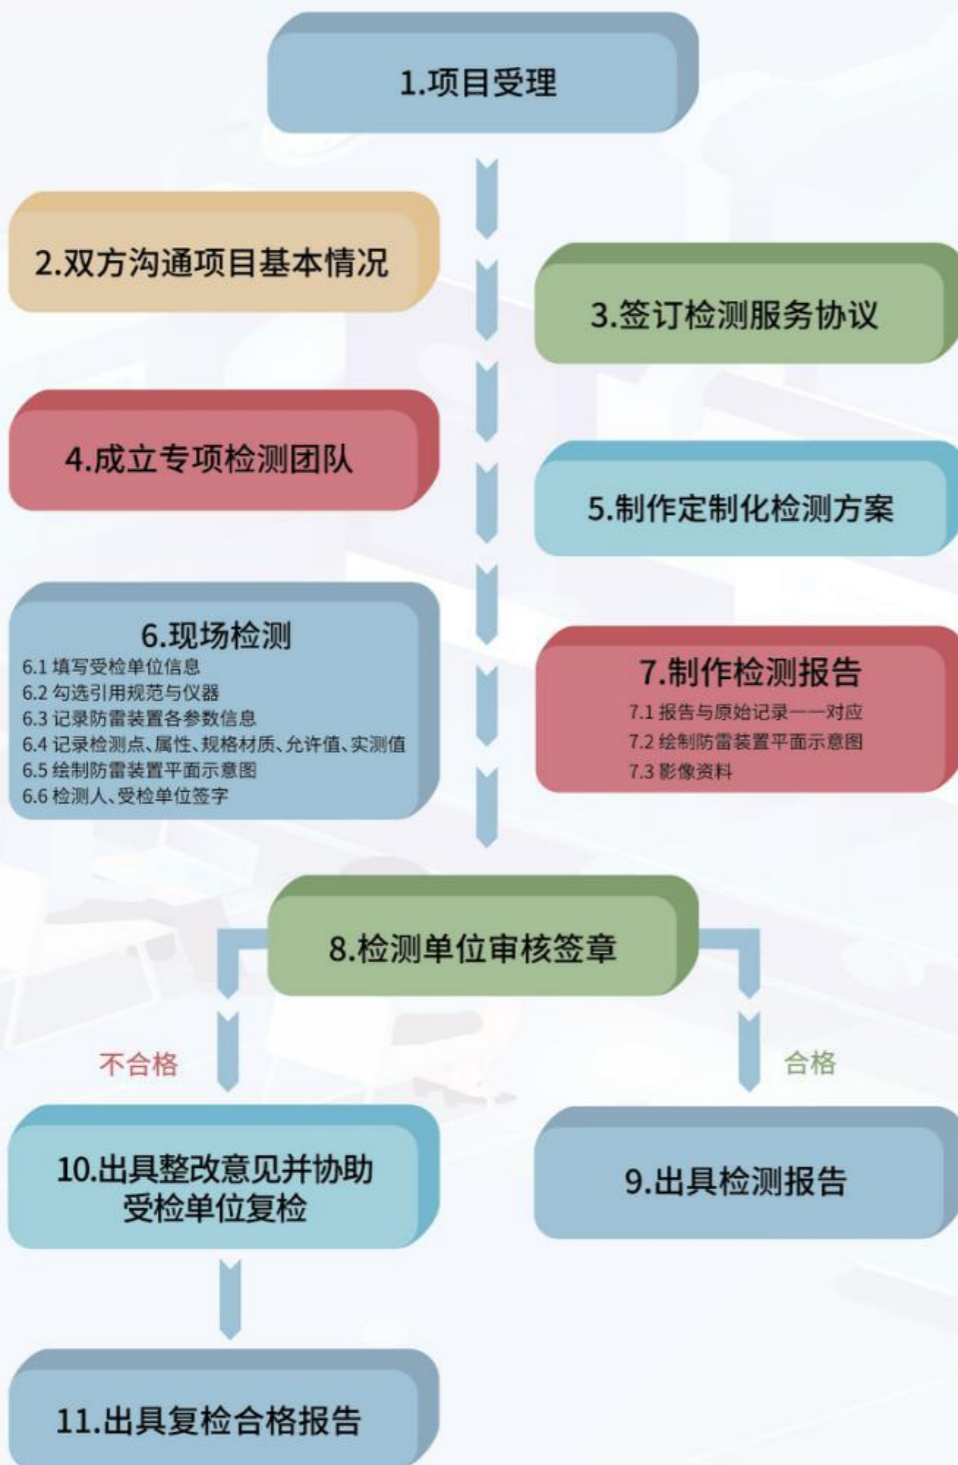 1.项目受理
2.双方沟通项目基本情况
3.签订检测服务协议
4.成立专项检测团队
5.制作定制化检测方案
6.现场检测
6.1 填写受检单位信息
6.2 勾选引用规范与仪器
6.3 记录防雷装置各参数信息
6.4 记录检测点、属性、规格材质、允许值、实测值
6.5 绘制防雷装置平面示意图
6.6 检测人、受检单位签字
7.制作检测报告
7.1 报告与原始记录一一对应
7.2 绘制防雷装置平面示意图
7.3 影像资料
8.检测单位审核签章
不合格
合格
10.出具整改意见并协助
受检单位复检
9.出具检测报告
11.出具复检合格报告